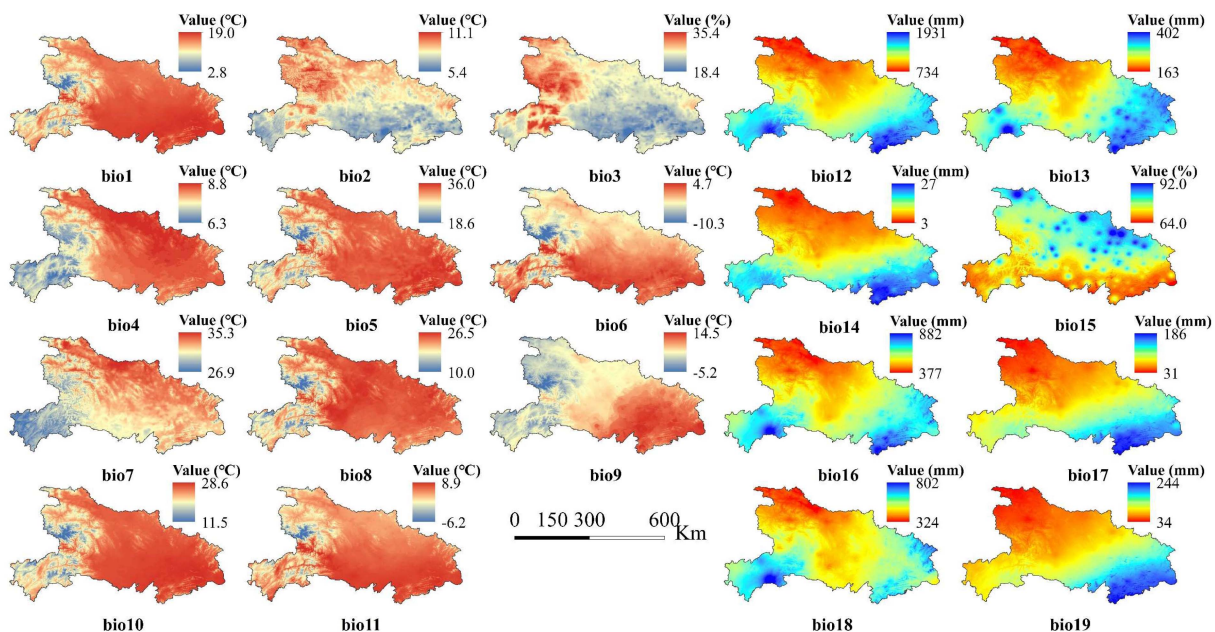 Value (°C)
19.0
2.8
bio1
Value (°C)
11.1
5.4
bio2
Value (%)
35.4
18.4
bio3
Value (mm)
1931
734
bio12
Value (mm)
402
163
bio13
Value (°C)
8.8
6.3
bio4
Value (°C)
36.0
18.6
bio5
Value (°C)
4.7
-10.3
bio6
Value (mm)
27
3
bio14
Value (%)
92.0
64.0
bio15
Value (°C)
35.3
26.9
bio7
Value (°C)
26.5
10.0
bio8
Value (°C)
14.5
-5.2
bio9
Value (mm)
882
377
bio16
Value (mm)
186
31
bio17
Value (°C)
28.6
11.5
bio10
Value (°C)
8.9
-6.2
bio11
0 150 300 600
Km
Value (mm)
802
324
bio18
Value (mm)
244
34
bio19